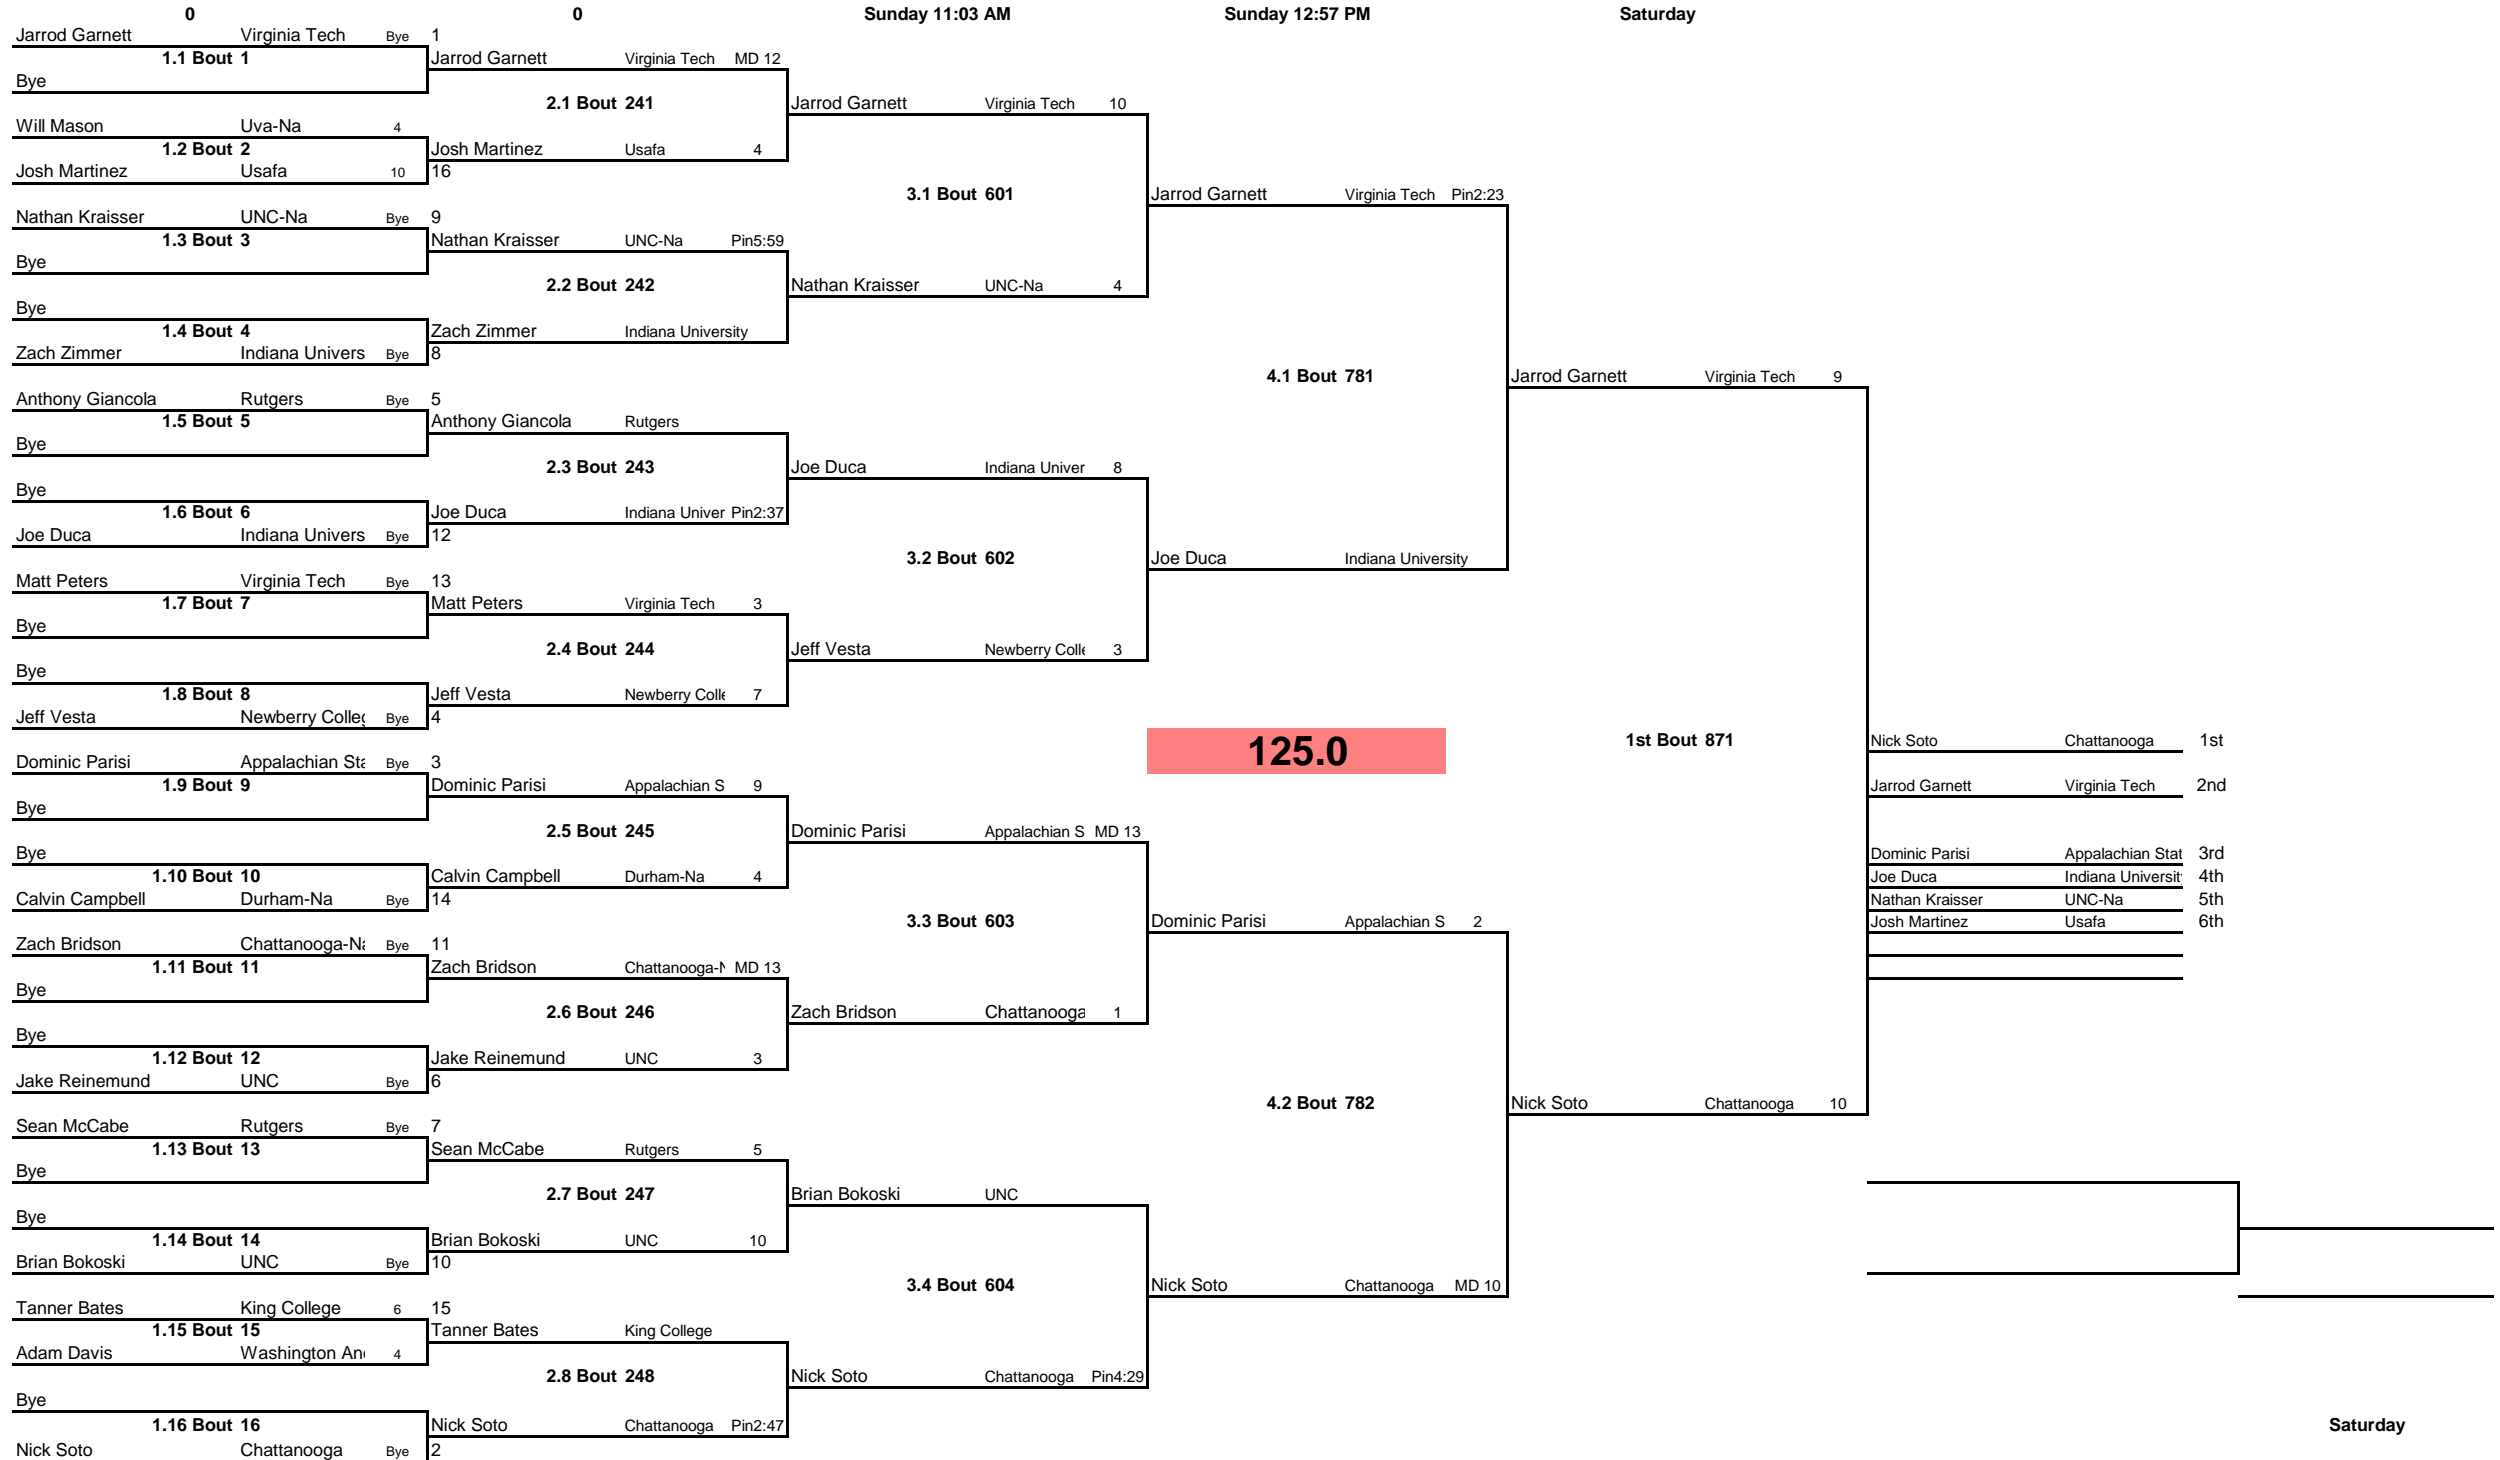 0 0 Sunday 11:03 AM Sunday 12:57 PM Saturday
Jarrod Garnett Virginia Tech Bye 1
1.1 Bout 1 Jarrod Garnett Virginia Tech MD 12
Bye
2.1 Bout 241 Jarrod Garnett Virginia Tech 10
Will Mason Uva-Na 4
1.2 Bout 2 Josh Martinez Usafa 4
Josh Martinez Usafa 10 16
3.1 Bout 601 Jarrod Garnett Virginia Tech Pin2:23
Nathan Kraisser UNC-Na Bye 9
1.3 Bout 3 Nathan Kraisser UNC-Na Pin5:59
Bye
2.2 Bout 242 Nathan Kraisser UNC-Na 4
Bye
1.4 Bout 4 Zach Zimmer Indiana University
Zach Zimmer Indiana Univers Bye 8
4.1 Bout 781 Jarrod Garnett Virginia Tech 9
Anthony Giancola Rutgers Bye 5
1.5 Bout 5 Anthony Giancola Rutgers
Bye
2.3 Bout 243 Joe Duca Indiana Univer 8
Bye
1.6 Bout 6 Joe Duca Indiana Univer Pin2:37
Joe Duca Indiana Univers Bye 12
3.2 Bout 602 Joe Duca Indiana University
Matt Peters Virginia Tech Bye 13
1.7 Bout 7 Matt Peters Virginia Tech 3
Bye
2.4 Bout 244 Jeff Vesta Newberry Colle 3
Bye
1.8 Bout 8 Jeff Vesta Newberry Colle 7
Jeff Vesta Newberry Colleg Bye 4
125.0 1st Bout 871 Nick Soto Chattanooga 1st
Dominic Parisi Appalachian Sta Bye 3
1.9 Bout 9 Dominic Parisi Appalachian S 9 Jarrod Garnett Virginia Tech 2nd
Bye
2.5 Bout 245 Dominic Parisi Appalachian S MD 13
Bye Dominic Parisi Appalachian Stat 3rd
1.10 Bout 10 Calvin Campbell Durham-Na 4 Joe Duca Indiana Universit 4th
Calvin Campbell Durham-Na Bye 14 Nathan Kraisser UNC-Na 5th
3.3 Bout 603 Dominic Parisi Appalachian S 2 Josh Martinez Usafa 6th
Zach Bridson Chattanooga-Na Bye 11
1.11 Bout 11 Zach Bridson Chattanooga-N MD 13
Bye
2.6 Bout 246 Zach Bridson Chattanooga 1
Bye
1.12 Bout 12 Jake Reinemund UNC 3
Jake Reinemund UNC Bye 6
4.2 Bout 782 Nick Soto Chattanooga 10
Sean McCabe Rutgers Bye 7
1.13 Bout 13 Sean McCabe Rutgers 5
Bye
2.7 Bout 247 Brian Bokoski UNC
Bye
1.14 Bout 14 Brian Bokoski UNC 10
Brian Bokoski UNC Bye 10
3.4 Bout 604 Nick Soto Chattanooga MD 10
Tanner Bates King College 6 15
1.15 Bout 15 Tanner Bates King College
Adam Davis Washington And 4
2.8 Bout 248 Nick Soto Chattanooga Pin4:29
Bye
1.16 Bout 16 Nick Soto Chattanooga Pin2:47 Saturday
Nick Soto Chattanooga Bye 2